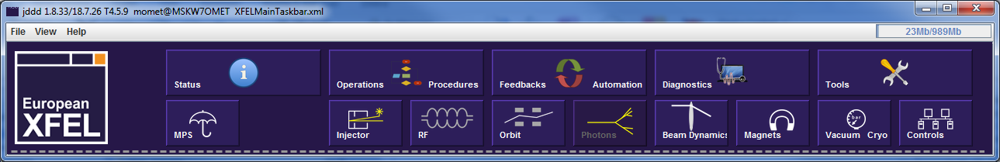 jddd 1.8.33/18.7.26 T4.5.9 momet@MSKW7OMET XFELMainTaskbar.xml
File View Help 23Mb/989Mb
European
XFEL
Status Operations Procedures Feedbacks Automation Diagnostics Tools
bar
MPS Injector RF Orbit Photons Beam Dynamics Magnets Vacuum Cryo Controls